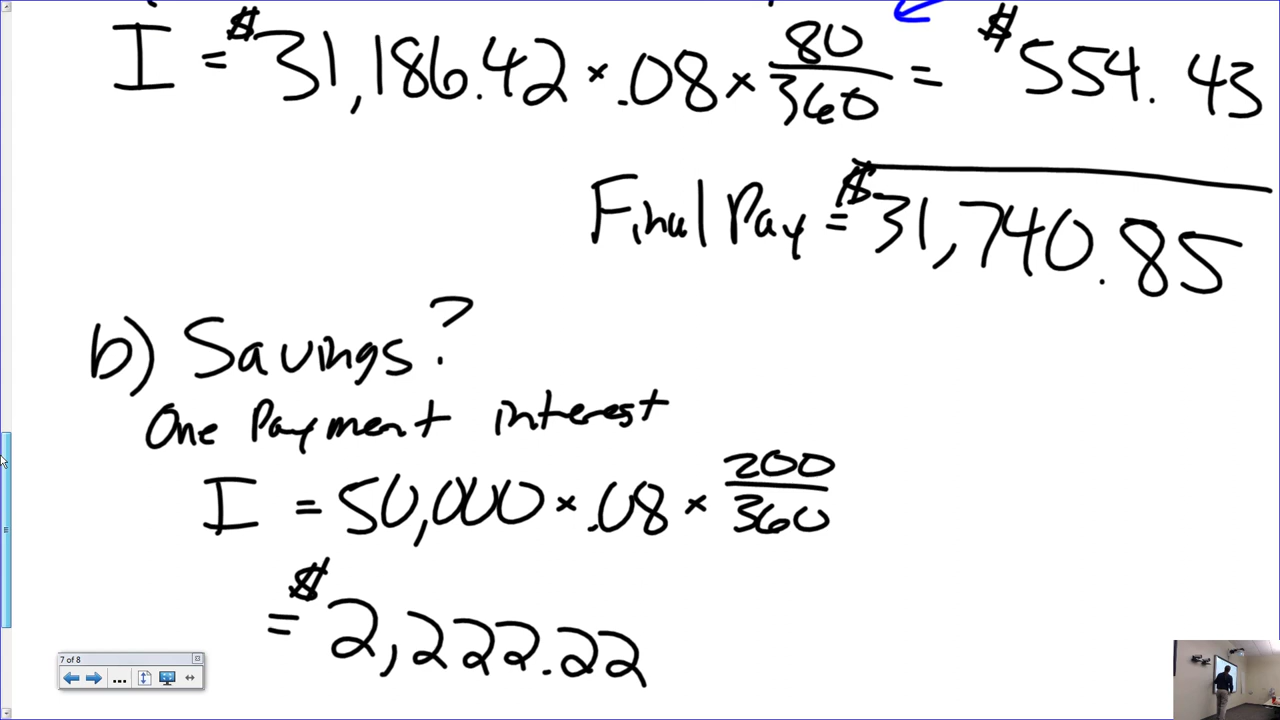 I = $31,186.42 × .08 × 80/360 = $554.43
Final Pay = $31,740.85
b) Savings?
One Payment interest
I = 50,000 × .08 × 200/360
= $2,222.22
7 of 8
...